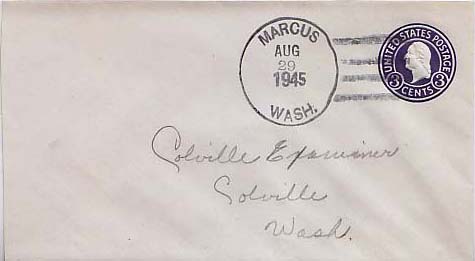 MARCUS
AUG
29
1945
WASH.
UNITED STATES POSTAGE
3 CENTS 3
Colville Examiner
Colville
Wash.